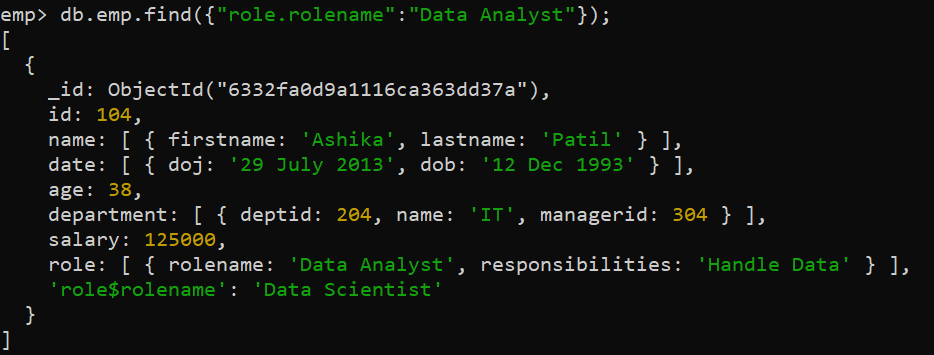 emp> db.emp.find({"role.rolename":"Data Analyst"});
[
  {
    _id: ObjectId("6332fa0d9a1116ca363dd37a"),
    id: 104,
    name: [ { firstname: 'Ashika', lastname: 'Patil' } ],
    date: [ { doj: '29 July 2013', dob: '12 Dec 1993' } ],
    age: 38,
    department: [ { deptid: 204, name: 'IT', managerid: 304 } ],
    salary: 125000,
    role: [ { rolename: 'Data Analyst', responsibilities: 'Handle Data' } ],
    'role$rolename': 'Data Scientist'
  }
]